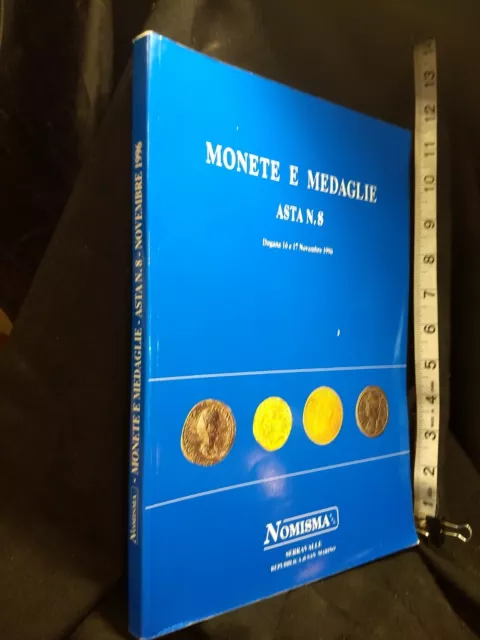 MONETE E MEDAGLIE
ASTA N. 8
Dogana 16 e 17 Novembre 1996
NOMISMA
SERRAVALLE
REPUBBLICA di SAN MARINO
NOMISMA - MONETE E MEDAGLIE - ASTA N. 8 - NOVEMBRE 1996
13
12
11
10
9
8
7
6
5
4
3
2
1